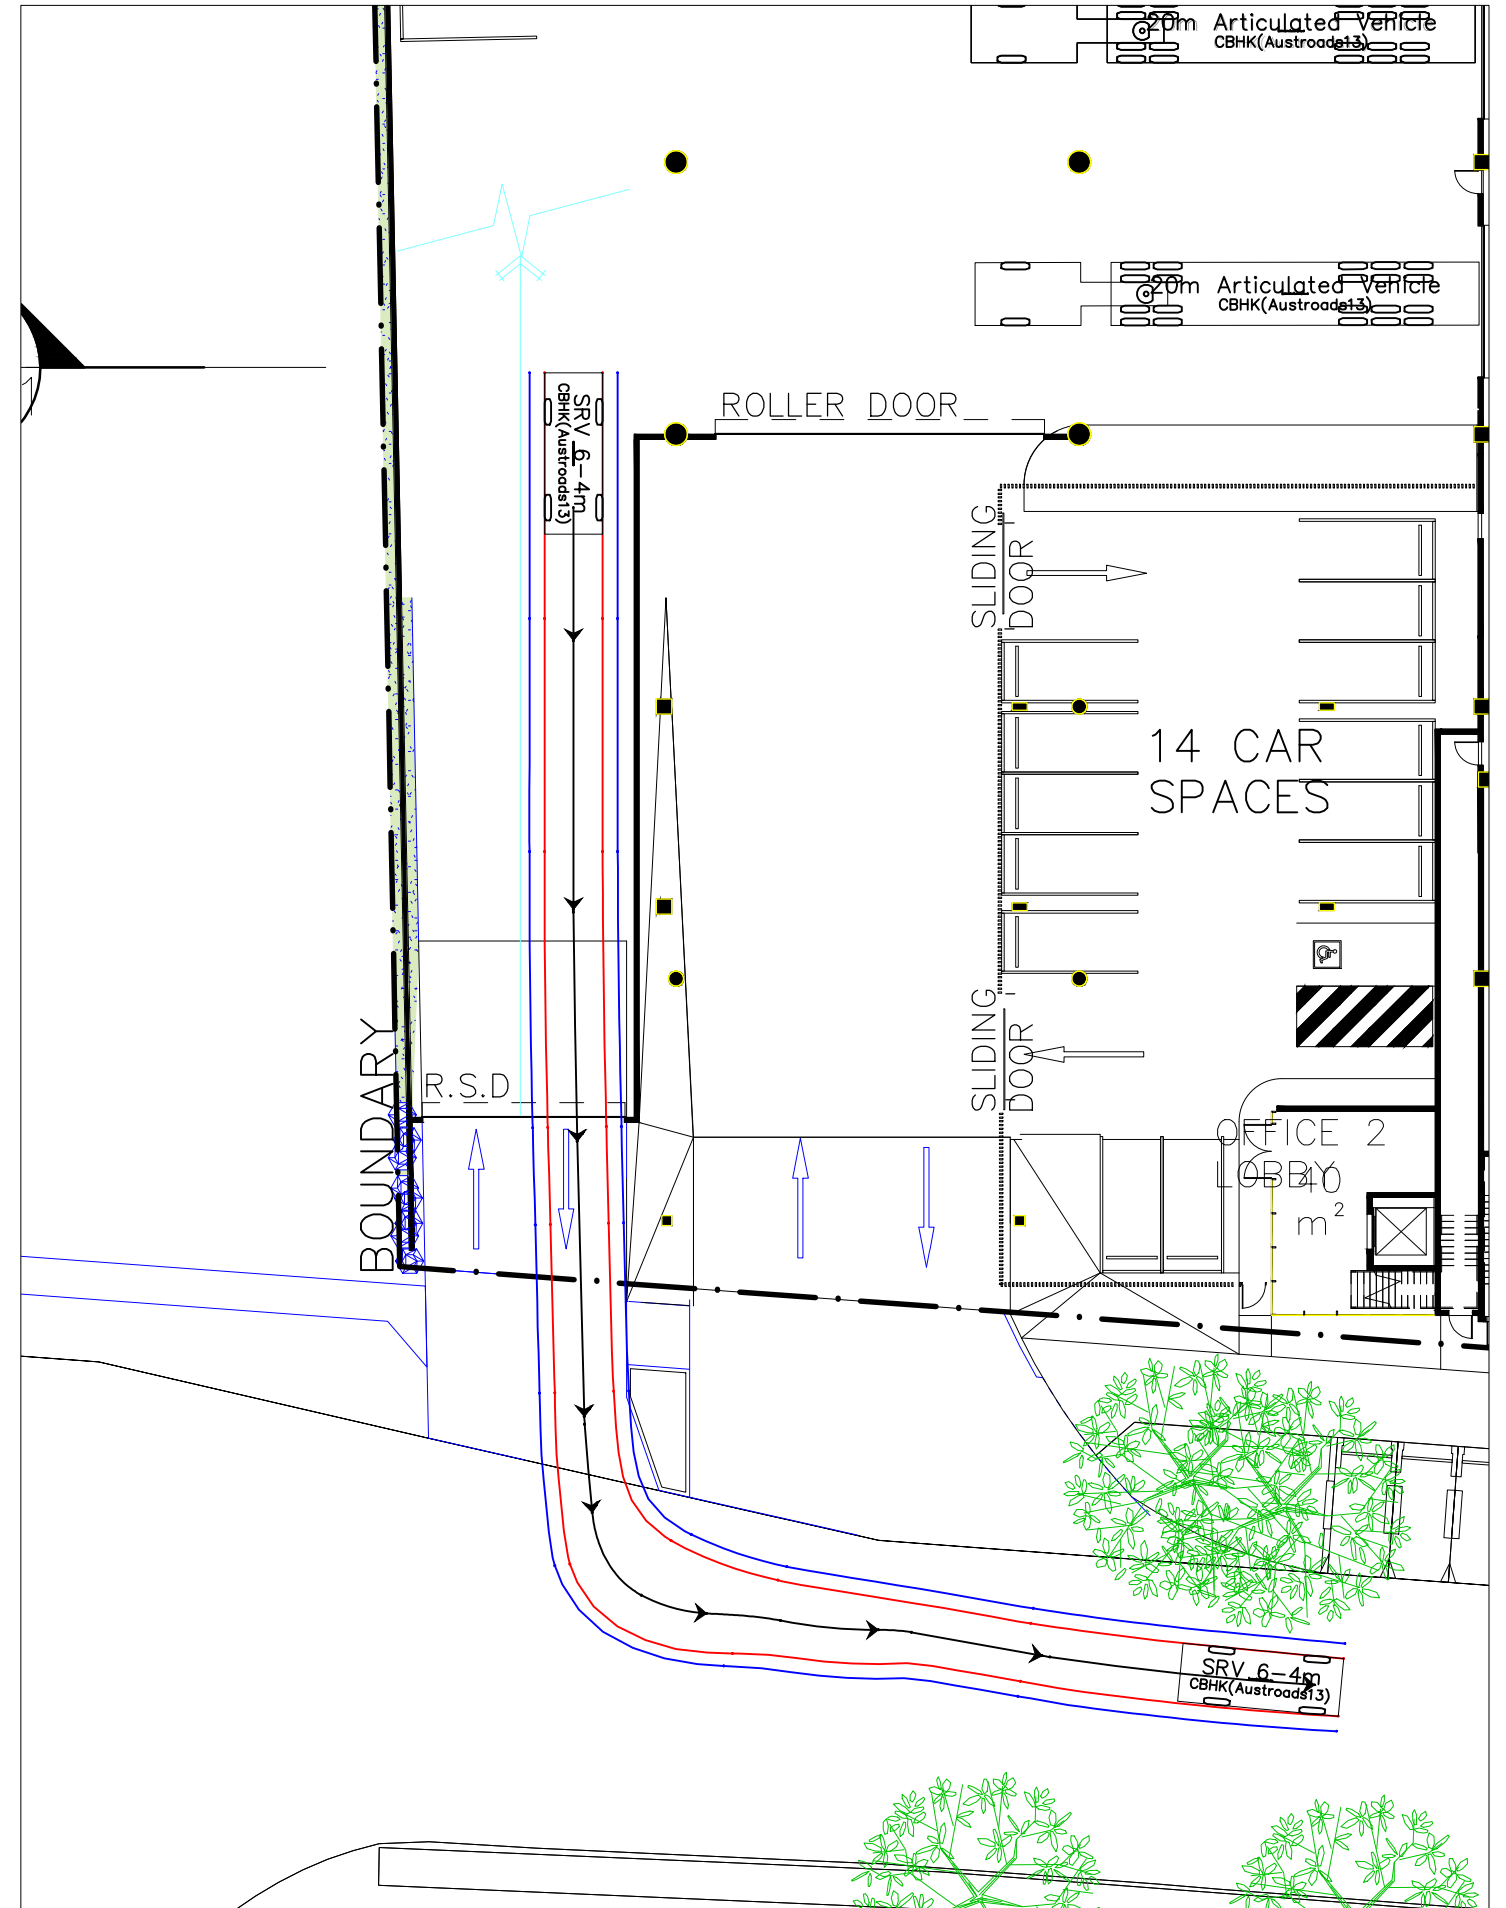 20m Articulated Vehicle
CBHK(Austroads13)
20m Articulated Vehicle
CBHK(Austroads13)
1
SRV 6-4m
CBHK(Austroads13)
ROLLER DOOR
SLIDING
DOOR
14 CAR
SPACES
SLIDING
DOOR
BOUNDARY
R.S.D
OFFICE 2
LOBBY
40
m²
SRV 6-4m
CBHK(Austroads13)